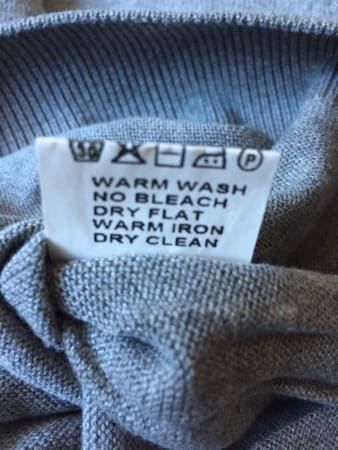 P
WARM WASH
NO BLEACH
DRY FLAT
WARM IRON
DRY CLEAN